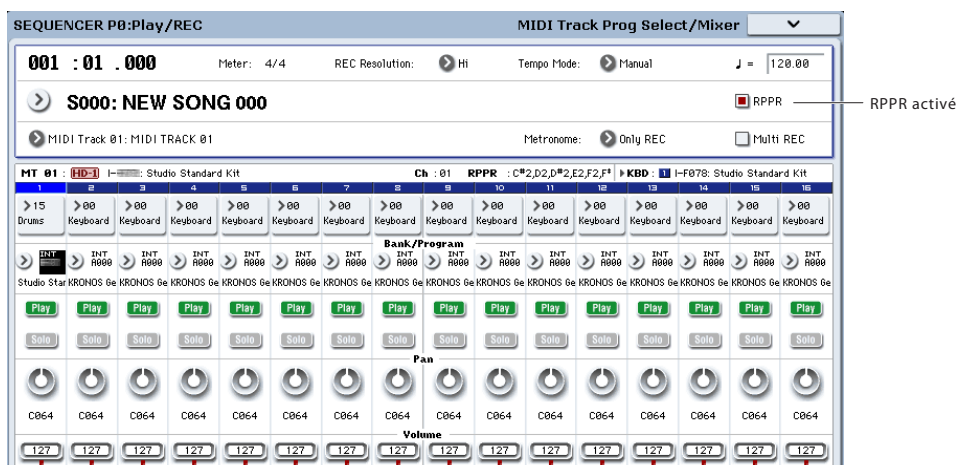 SEQUENCER P0:Play/REC MIDI Track Prog Select/Mixer
001 :01 .000 Meter: 4/4 REC Resolution: Hi Tempo Mode: Manual ♩ = 120.00
S000: NEW SONG 000 RPPR RPPR activé
MIDI Track 01: MIDI TRACK 01 Metronome: Only REC Multi REC
MT 01 : HD-1 I- : Studio Standard Kit Ch :01 RPPR :C#2,D2,D#2,E2,F2,F# KBD : 1 I-F078: Studio Standard Kit
1 2 3 4 5 6 7 8 9 10 11 12 13 14 15 16
15 00 00 00 00 00 00 00 00 00 00 00 00 00 00 00
Drums Keyboard Keyboard Keyboard Keyboard Keyboard Keyboard Keyboard Keyboard Keyboard Keyboard Keyboard Keyboard Keyboard Keyboard Keyboard
Bank/Program
INT INT INT INT INT INT INT INT INT INT INT INT INT INT INT INT
A000 A000 A000 A000 A000 A000 A000 A000 A000 A000 A000 A000 A000 A000 A000
Studio Star KRONOS Ge KRONOS Ge KRONOS Ge KRONOS Ge KRONOS Ge KRONOS Ge KRONOS Ge KRONOS Ge KRONOS Ge KRONOS Ge KRONOS Ge KRONOS Ge KRONOS Ge KRONOS Ge KRONOS Ge
Play Play Play Play Play Play Play Play Play Play Play Play Play Play Play Play
Solo Solo Solo Solo Solo Solo Solo Solo Solo Solo Solo Solo Solo Solo Solo Solo
Pan
C064 C064 C064 C064 C064 C064 C064 C064 C064 C064 C064 C064 C064 C064 C064 C064
Volume
127 127 127 127 127 127 127 127 127 127 127 127 127 127 127 127